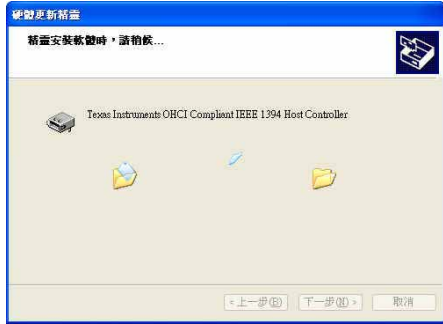 硬體更新精靈
精靈安裝軟體時，請稍候...
Texas Instruments OHCI Compliant IEEE 1394 Host Controller
< 上一步(B)
下一步(N) >
取消